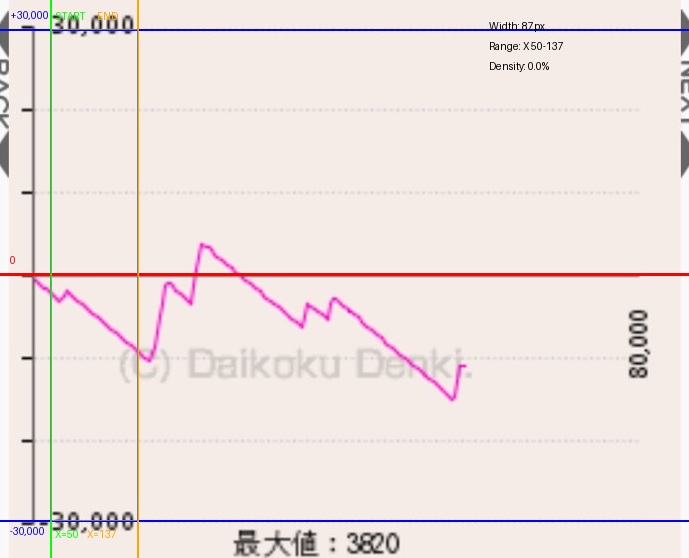 +30,000
START END
30,000
Width: 87px
Range: X50-137
Density: 0.0%
BACK
NEXT
0
80,000
(C) Daikoku Denki.
-30,000
-30,000
X=50 X=137
最大値：3820